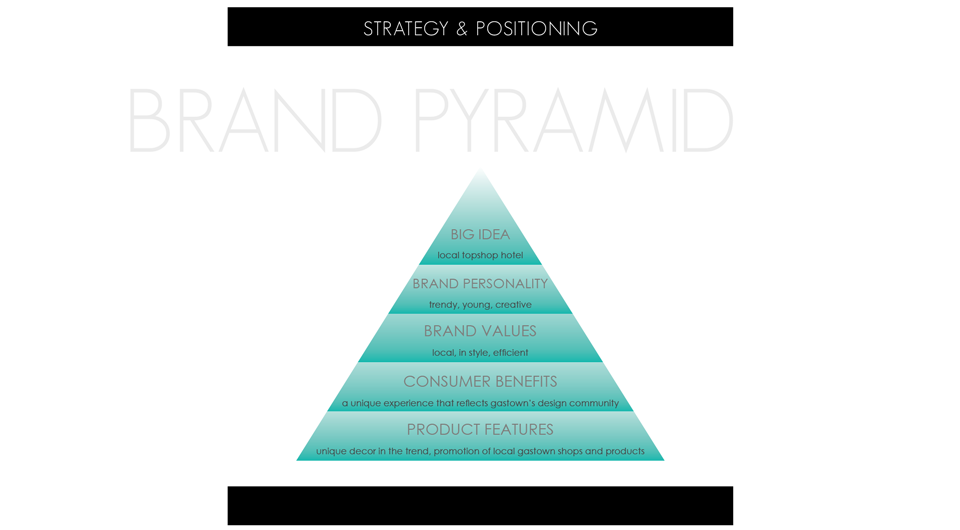 STRATEGY & POSITIONING
BRAND PYRAMID
BIG IDEA
local topshop hotel
BRAND PERSONALITY
trendy, young, creative
BRAND VALUES
local, in style, efficient
CONSUMER BENEFITS
a unique experience that reflects gastown's design community
PRODUCT FEATURES
unique decor in the trend, promotion of local gastown shops and products